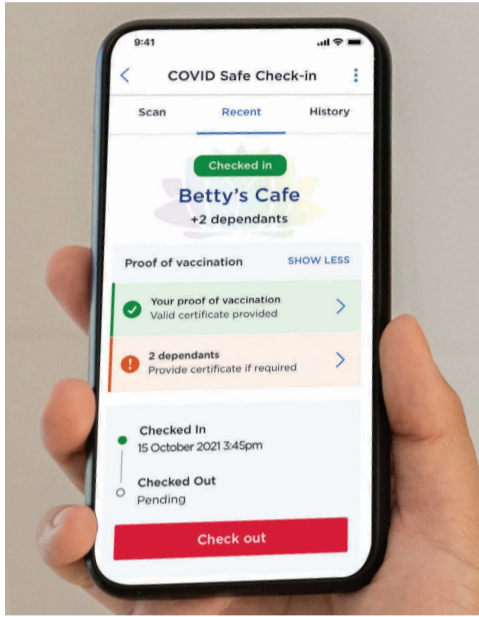 9:41
COVID Safe Check-in
Scan Recent History
Checked in
Betty's Cafe
+2 dependants
Proof of vaccination SHOW LESS
Your proof of vaccination
Valid certificate provided
2 dependants
Provide certificate if required
Checked In
15 October 2021 3:45pm
Checked Out
Pending
Check out